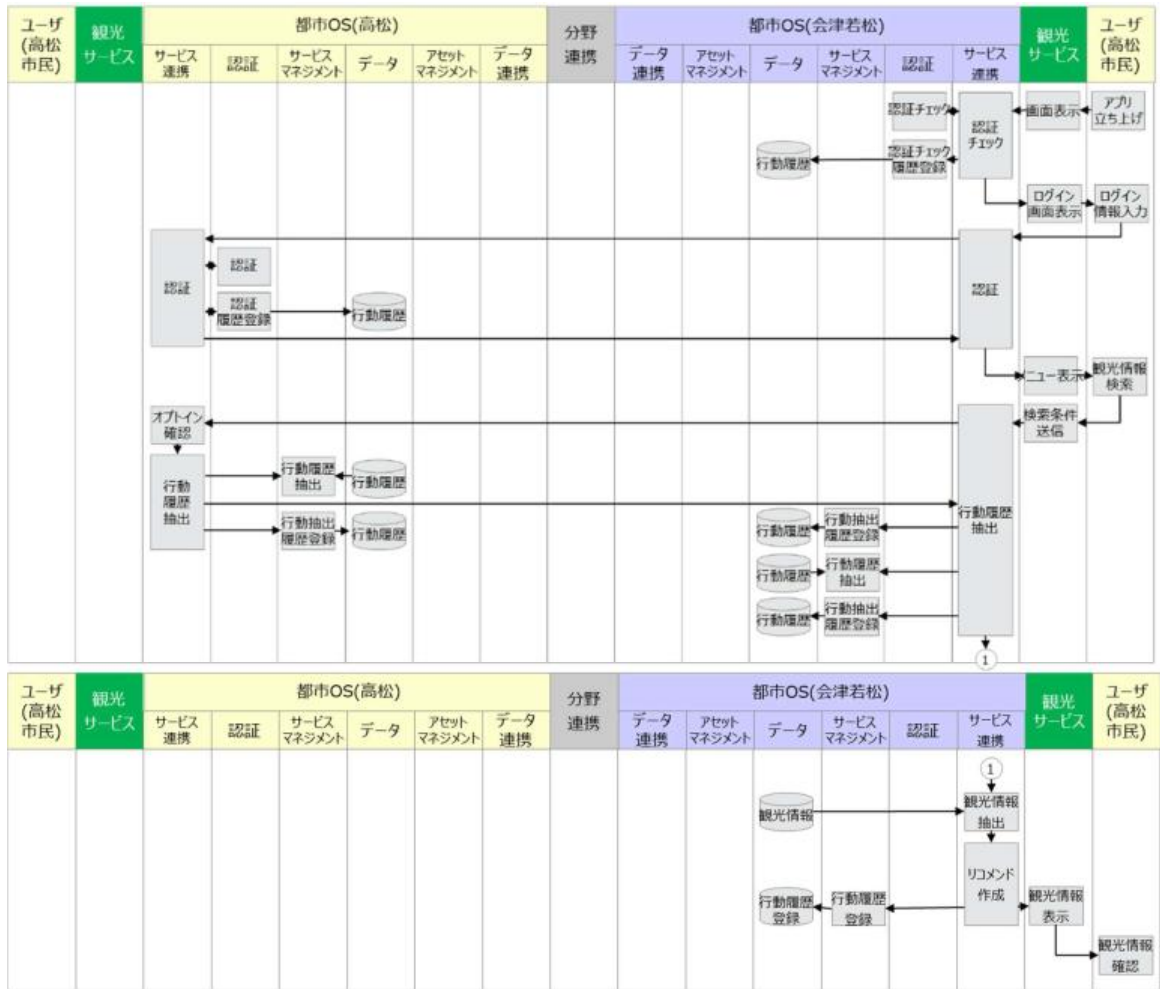 ユーザ
(高松
市民)
観光
サービス
都市OS(高松)
サービス
連携
認証
サービス
マネジメント
データ
アセット
マネジメント
データ
連携
分野
連携
都市OS(会津若松)
データ
連携
アセット
マネジメント
データ
サービス
マネジメント
認証
サービス
連携
観光
サービス
ユーザ
(高松
市民)
認証チェック
認証
チェック
画面表示
アプリ
立ち上げ
行動履歴
認証チェック
履歴登録
ログイン
画面表示
ログイン
情報入力
認証
認証
認証
履歴登録
行動履歴
認証
ニュー表示
観光情報
検索
オプトイン
確認
検索条件
送信
行動
履歴
抽出
行動履歴
抽出
行動履歴
行動抽出
履歴登録
行動履歴
行動履歴
行動抽出
履歴登録
行動履歴
抽出
行動履歴
行動履歴
抽出
行動履歴
行動抽出
履歴登録
1
ユーザ
(高松
市民)
観光
サービス
都市OS(高松)
サービス
連携
認証
サービス
マネジメント
データ
アセット
マネジメント
データ
連携
分野
連携
都市OS(会津若松)
データ
連携
アセット
マネジメント
データ
サービス
マネジメント
認証
サービス
連携
観光
サービス
ユーザ
(高松
市民)
1
観光情報
観光情報
抽出
リコメンド
作成
行動履歴
登録
行動履歴
登録
観光情報
表示
観光情報
確認